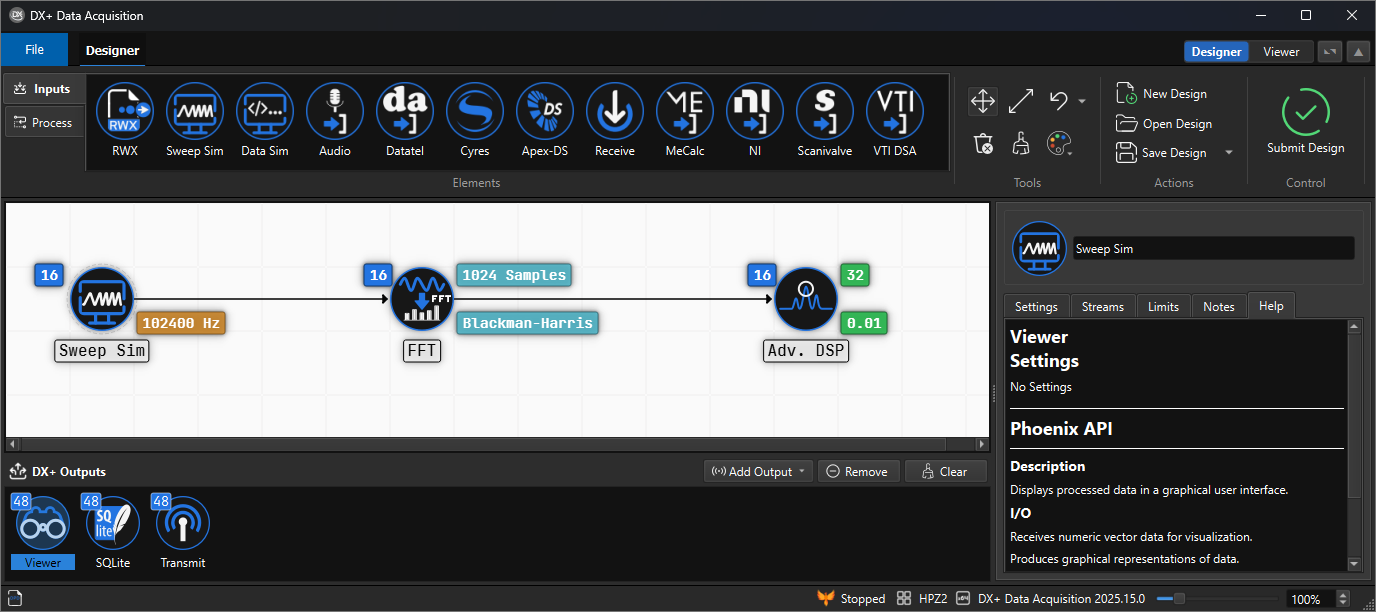 DX+ Data Acquisition
File
Designer
Designer
Viewer
Inputs
Process
RWX
RWX
Sweep Sim
</>...
Data Sim
Audio
da
Datatel
Cyres
DS
Apex-DS
Receive
ME
MeCalc
nı
NI
S
Scanivalve
VTI
VTI DSA
Elements
Tools
New Design
Open Design
Save Design
Actions
Submit Design
Control
16
102400 Hz
Sweep Sim
16
FFT
1024 Samples
Blackman-Harris
FFT
16
32
0.01
Adv. DSP
Sweep Sim
Settings
Streams
Limits
Notes
Help
Viewer
Settings
No Settings
Phoenix API
Description
Displays processed data in a graphical user interface.
I/O
Receives numeric vector data for visualization.
Produces graphical representations of data.
DX+ Outputs
Add Output
Remove
Clear
48
Viewer
48
SQ
lite
SQLite
48
Transmit
Stopped
HPZ2
x64
DX+ Data Acquisition 2025.15.0
100%